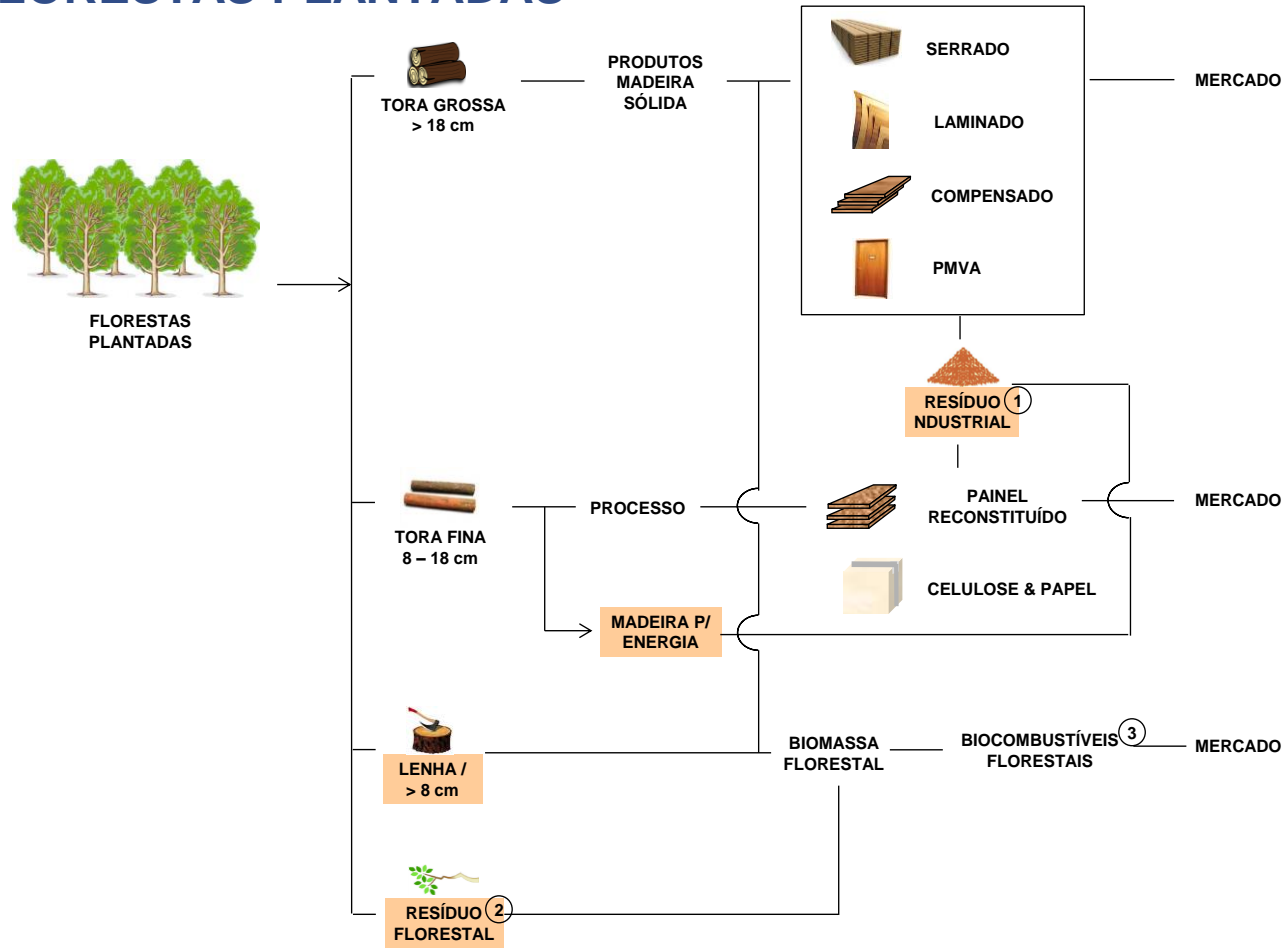 FLORESTAS PLANTADAS
TORA GROSSA
> 18 cm
PRODUTOS
MADEIRA
SÓLIDA
SERRADO
LAMINADO
COMPENSADO
PMVA
MERCADO
FLORESTAS
PLANTADAS
RESÍDUO 1
NDUSTRIAL
TORA FINA
8 – 18 cm
PROCESSO
PAINEL
RECONSTITUÍDO
MERCADO
CELULOSE & PAPEL
MADEIRA P/
ENERGIA
LENHA /
> 8 cm
BIOMASSA
FLORESTAL
BIOCOMBUSTÍVEIS 3
FLORESTAIS
MERCADO
RESÍDUO 2
FLORESTAL